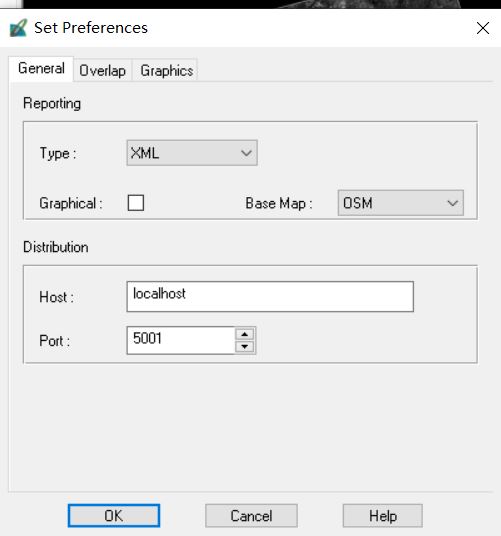 Set Preferences
General Overlap Graphics
Reporting
Type : XML
Graphical : Base Map : OSM
Distribution
Host : localhost
Port : 5001
OK Cancel Help